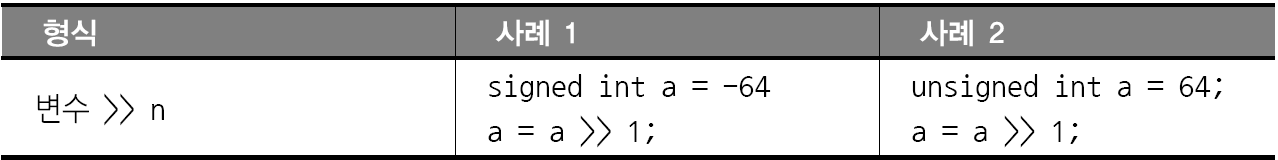 형식 사례 1 사례 2
변수 >> n
signed int a = -64
a = a >> 1;
unsigned int a = 64;
a = a >> 1;